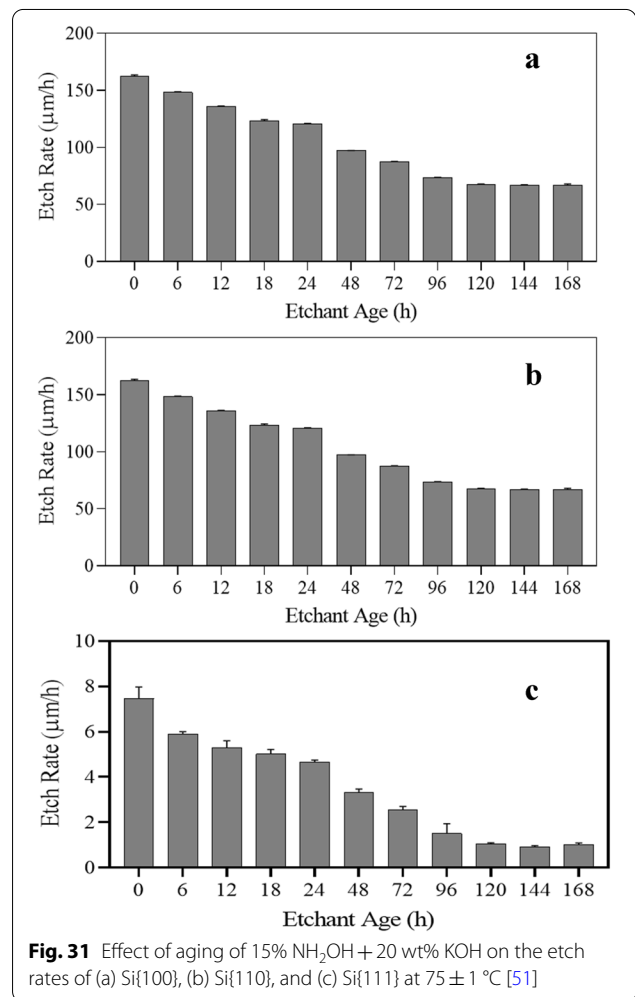 200
150
100
50
0
Etch Rate (μm/h)
a
0 6 12 18 24 48 72 96 120 144 168
Etchant Age (h)
200
150
100
50
0
Etch Rate (μm/h)
b
0 6 12 18 24 48 72 96 120 144 168
Etchant Age (h)
10
8
6
4
2
0
Etch Rate (μm/h)
c
0 6 12 18 24 48 72 96 120 144 168
Etchant Age (h)
Fig. 31 Effect of aging of 15% NH₂OH + 20 wt% KOH on the etch
rates of (a) Si{100}, (b) Si{110}, and (c) Si{111} at 75 ± 1 °C [51]